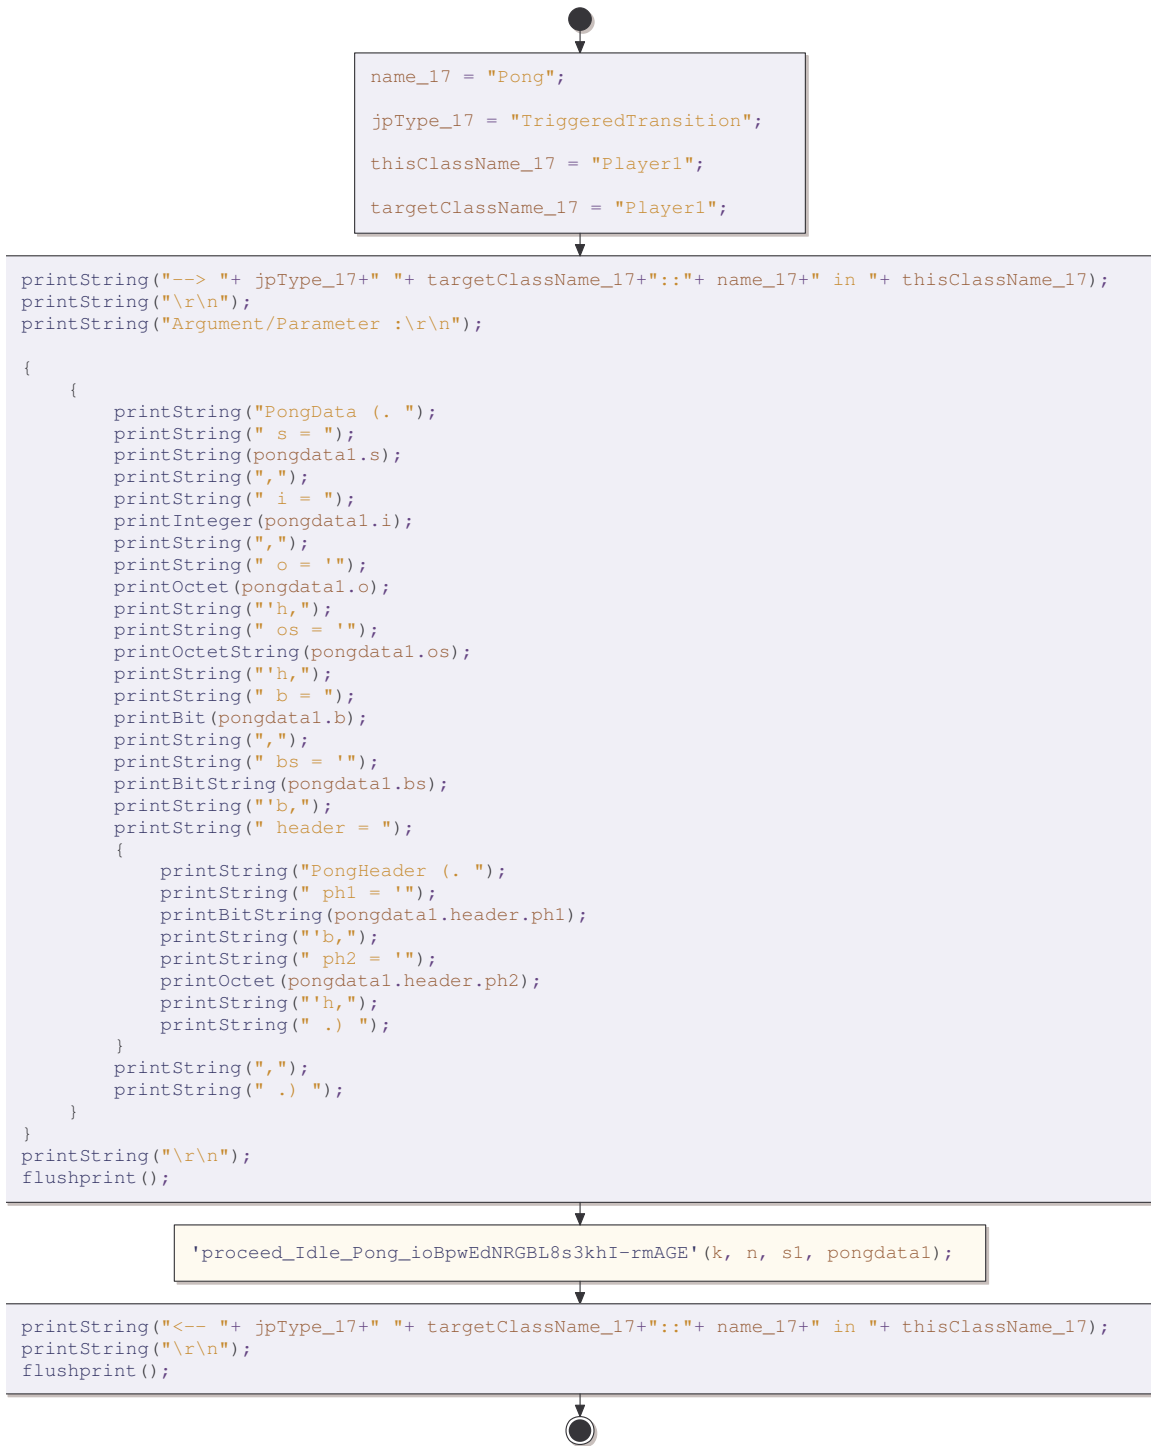 name_17 = "Pong";
jpType_17 = "TriggeredTransition";
thisClassName_17 = "Player1";
targetClassName_17 = "Player1";
printString("--> "+ jpType_17+" "+ targetClassName_17+"::"+ name_17+" in "+ thisClassName_17);
printString("\r\n");
printString("Argument/Parameter :\r\n");
{
    {
        printString("PongData (. ");
        printString(" s = ");
        printString(pongdata1.s);
        printString(",");
        printString(" i = ");
        printInteger(pongdata1.i);
        printString(",");
        printString(" o = '");
        printOctet(pongdata1.o);
        printString("'h,");
        printString(" os = '");
        printOctetString(pongdata1.os);
        printString("'h,");
        printString(" b = ");
        printBit(pongdata1.b);
        printString(",");
        printString(" bs = '");
        printBitString(pongdata1.bs);
        printString("'b,");
        printString(" header = ");
        {
            printString("PongHeader (. ");
            printString(" ph1 = '");
            printBitString(pongdata1.header.ph1);
            printString("'b,");
            printString(" ph2 = '");
            printOctet(pongdata1.header.ph2);
            printString("'h,");
            printString(" .) ");
        }
        printString(",");
        printString(" .) ");
    }
}
printString("\r\n");
flushprint();
'proceed_Idle_Pong_ioBpwEdNRGBL8s3khI-rmAGE'(k, n, s1, pongdata1);
printString("<-- "+ jpType_17+" "+ targetClassName_17+"::"+ name_17+" in "+ thisClassName_17);
printString("\r\n");
flushprint();